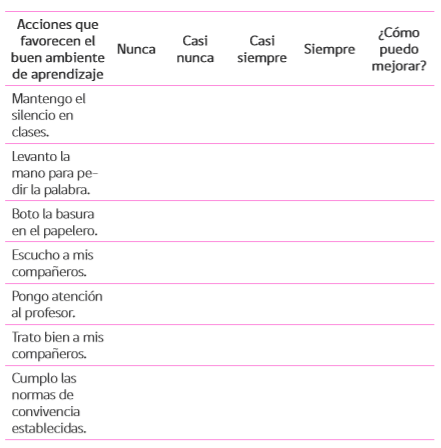 Acciones que
favorecen el
buen ambiente
de aprendizaje
Nunca
Casi
nunca
Casi
siempre
Siempre
¿Cómo
puedo
mejorar?
Mantengo el
silencio en
clases.
Levanto la
mano para pe-
dir la palabra.
Boto la basura
en el papelero.
Escucho a mis
compañeros.
Pongo atención
al profesor.
Trato bien a mis
compañeros.
Cumplo las
normas de
convivencia
establecidas.